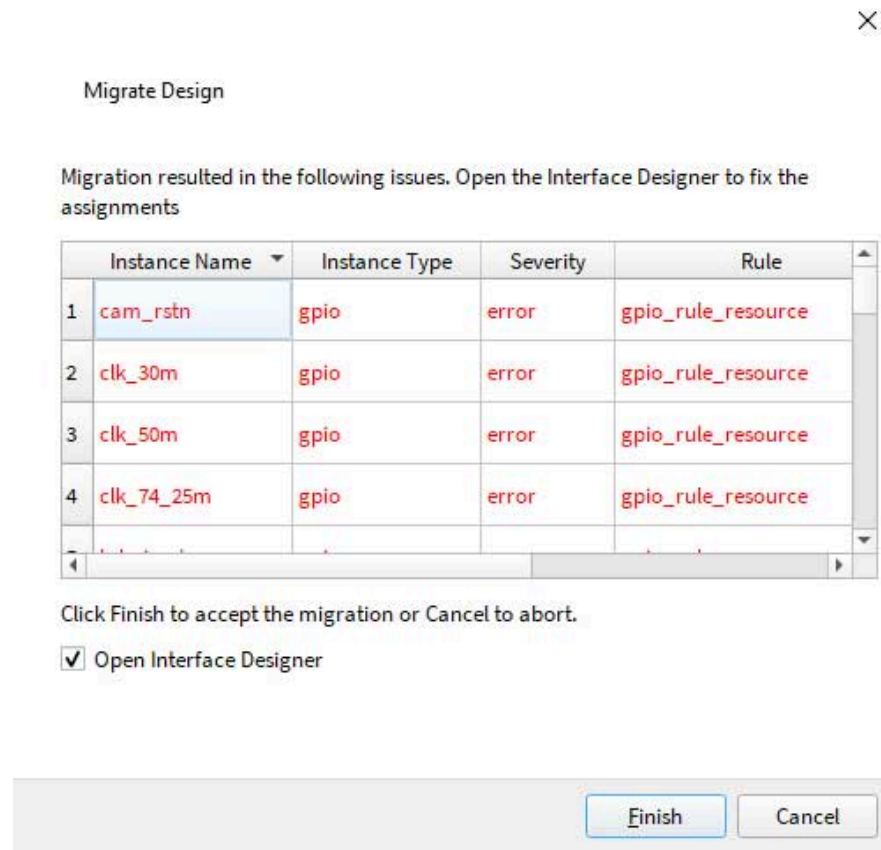 Migrate Design
Migration resulted in the following issues. Open the Interface Designer to fix the
assignments
Instance Name Instance Type Severity Rule
1 cam_rstn gpio error gpio_rule_resource
2 clk_30m gpio error gpio_rule_resource
3 clk_50m gpio error gpio_rule_resource
4 clk_74_25m gpio error gpio_rule_resource
Click Finish to accept the migration or Cancel to abort.
Open Interface Designer
Finish Cancel